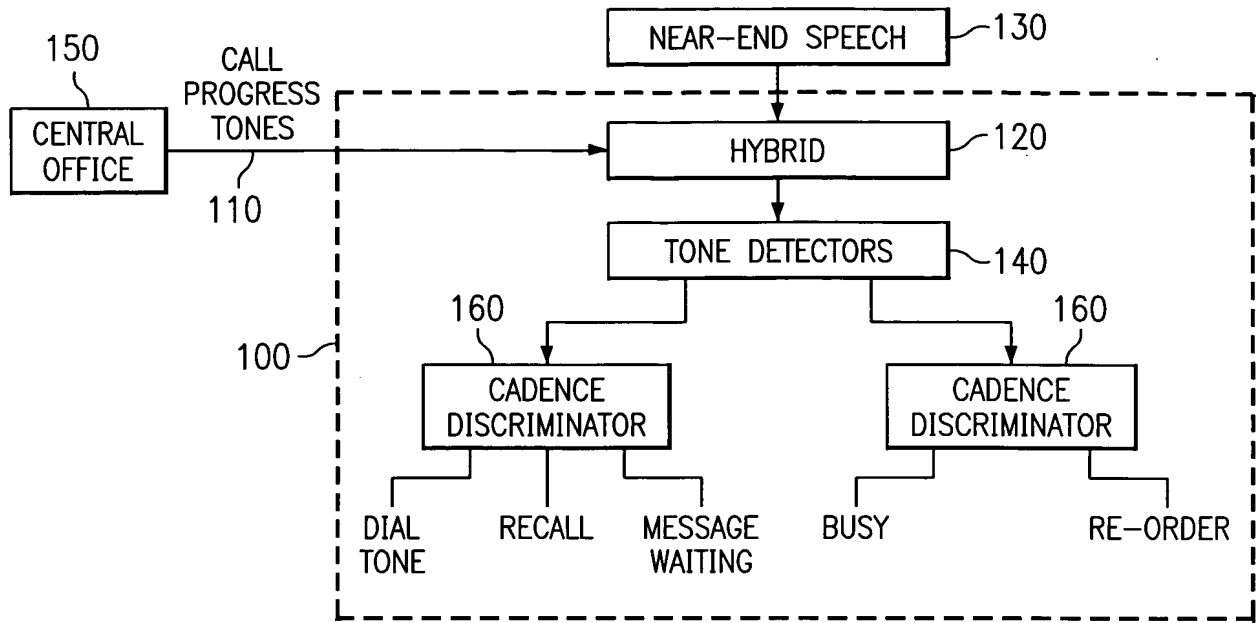 150
CENTRAL
OFFICE
CALL
PROGRESS
TONES
110
NEAR-END SPEECH
130
HYBRID
120
TONE DETECTORS
140
100
160
CADENCE
DISCRIMINATOR
160
CADENCE
DISCRIMINATOR
DIAL
TONE
RECALL
MESSAGE
WAITING
BUSY
RE-ORDER